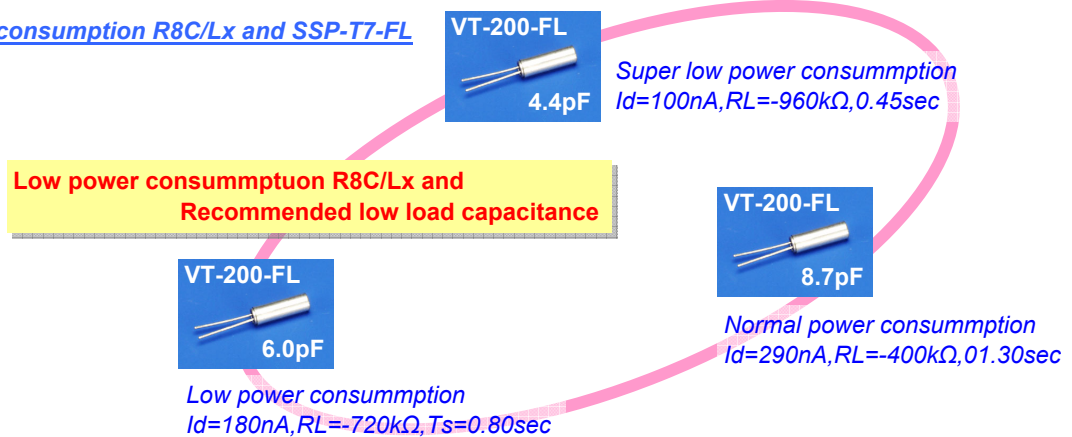 consumption R8C/Lx and SSP-T7-FL
VT-200-FL
4.4pF
Super low power consummption
Id=100nA,RL=-960kΩ,0.45sec
Low power consummptuon R8C/Lx and
Recommended low load capacitance
VT-200-FL
8.7pF
Normal power consummption
Id=290nA,RL=-400kΩ,01.30sec
VT-200-FL
6.0pF
Low power consummption
Id=180nA,RL=-720kΩ,Ts=0.80sec